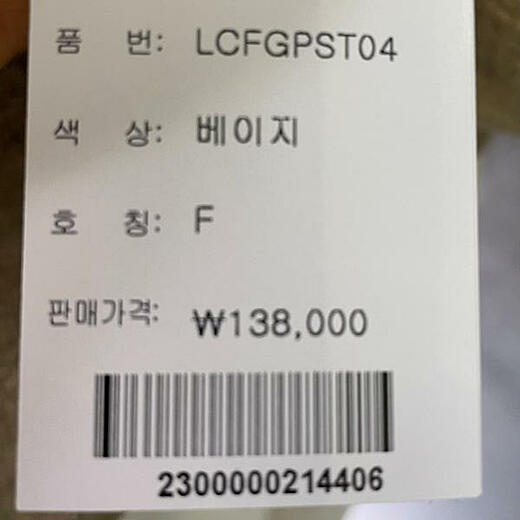 품 번: LCFGPST04
색 상: 베이지
호 칭: F
판매가격: ₩138,000
2300000214406